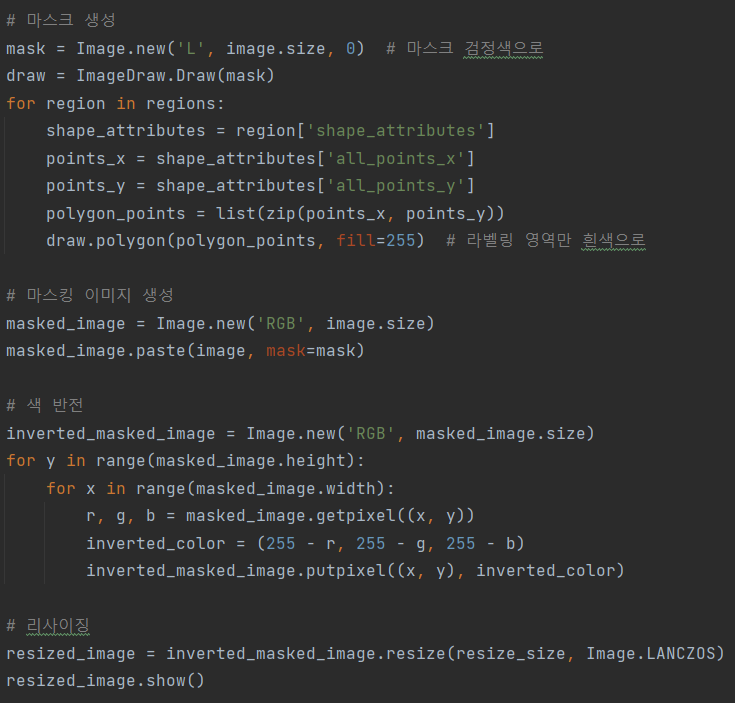 # 마스크 생성
mask = Image.new('L', image.size, 0)  # 마스크 검정색으로
draw = ImageDraw.Draw(mask)
for region in regions:
    shape_attributes = region['shape_attributes']
    points_x = shape_attributes['all_points_x']
    points_y = shape_attributes['all_points_y']
    polygon_points = list(zip(points_x, points_y))
    draw.polygon(polygon_points, fill=255)  # 라벨링 영역만 흰색으로
# 마스킹 이미지 생성
masked_image = Image.new('RGB', image.size)
masked_image.paste(image, mask=mask)
# 색 반전
inverted_masked_image = Image.new('RGB', masked_image.size)
for y in range(masked_image.height):
    for x in range(masked_image.width):
        r, g, b = masked_image.getpixel((x, y))
        inverted_color = (255 - r, 255 - g, 255 - b)
        inverted_masked_image.putpixel((x, y), inverted_color)
# 리사이징
resized_image = inverted_masked_image.resize(resize_size, Image.LANCZOS)
resized_image.show()